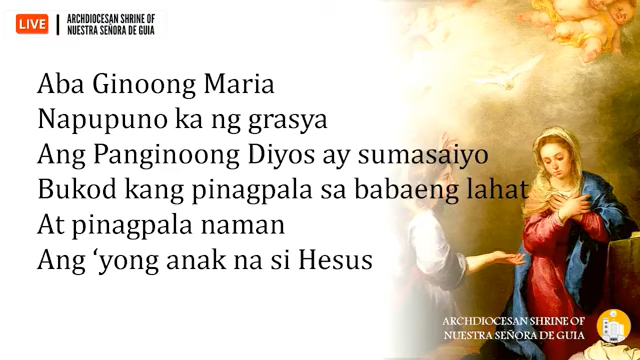 LIVE
ARCHDIOCESAN SHRINE OF
NUESTRA SEÑORA DE GUIA
Aba Ginoong Maria
Napupuno ka ng grasya
Ang Panginoong Diyos ay sumasaiyo
Bukod kang pinagpala sa babaeng lahat
At pinagpala naman
Ang ‘yong anak na si Hesus
ARCHDIOCESAN SHRINE OF
NUESTRA SEÑORA DE GUIA